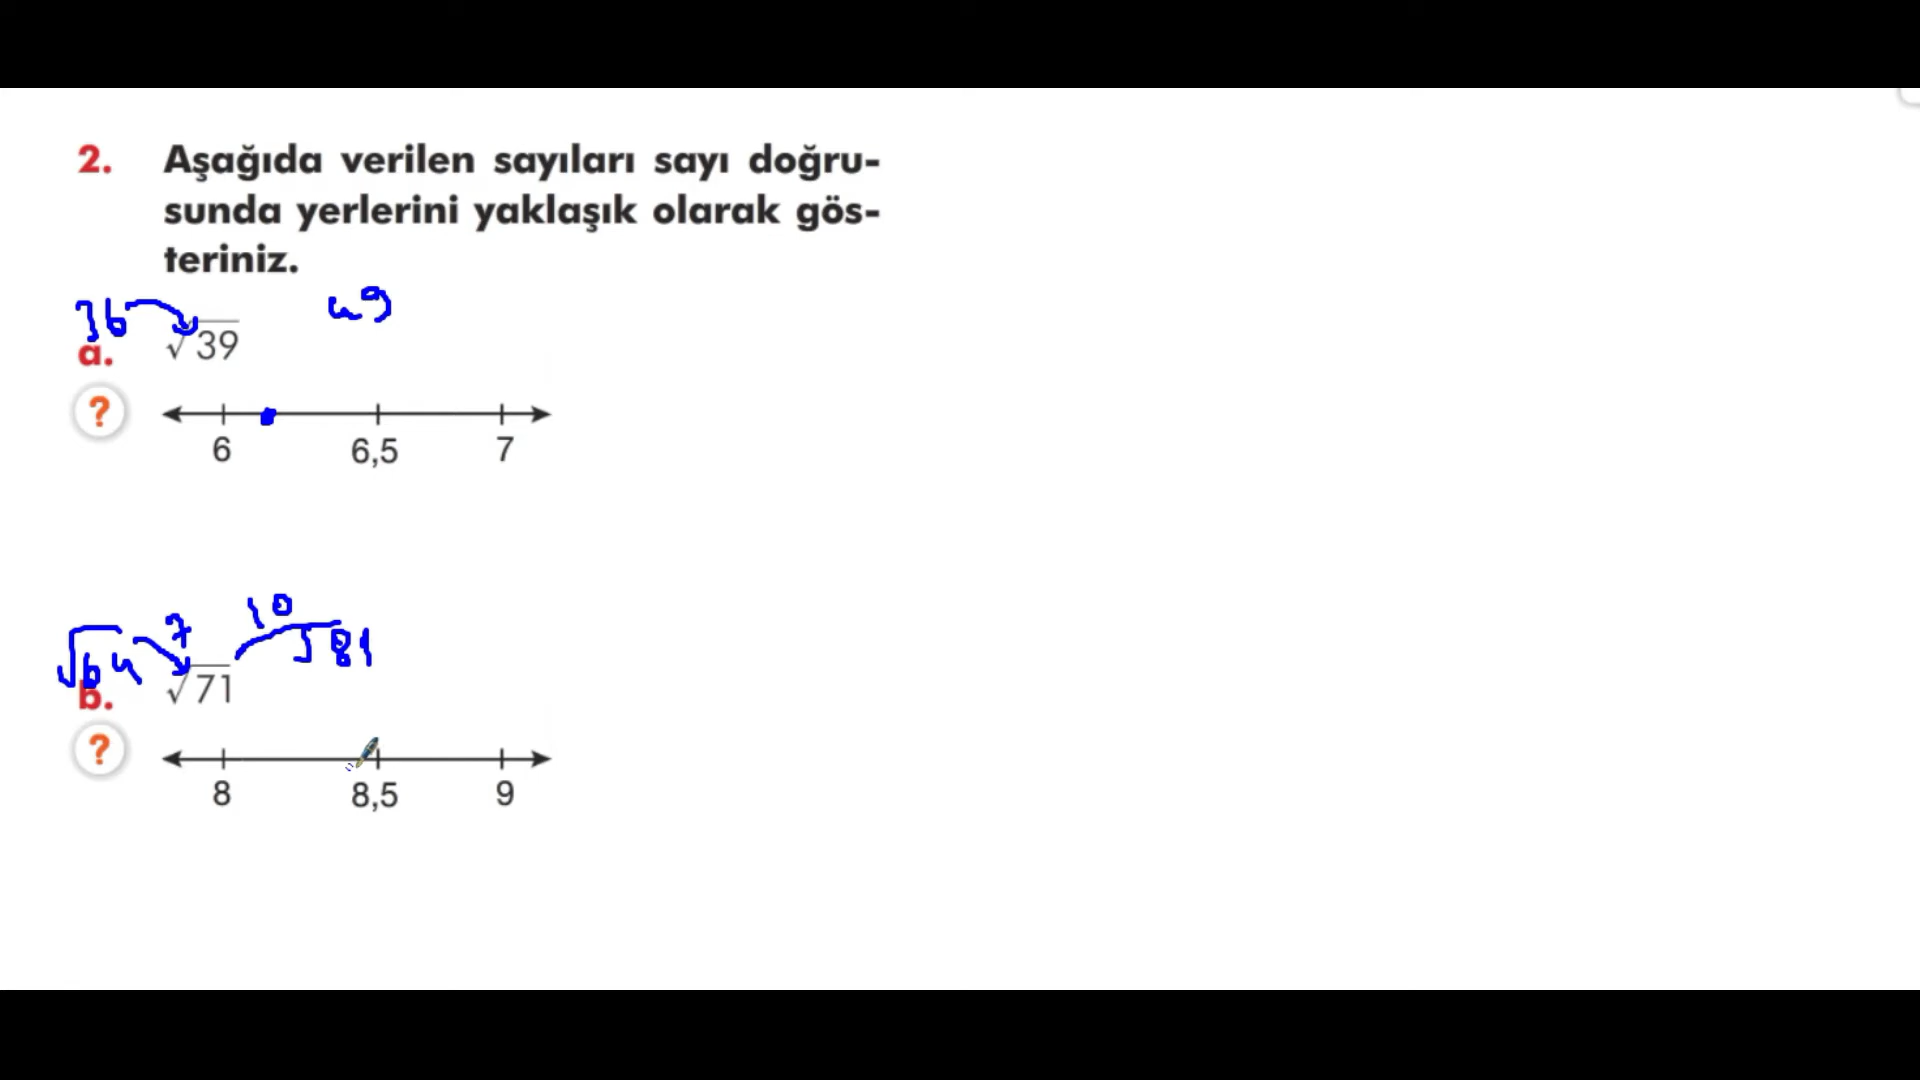 2. Aşağıda verilen sayıları sayı doğru-
sunda yerlerini yaklaşık olarak gös-
teriniz.
36 49
a. √39
?
6 6,5 7
7 10
√64 √81
b. √71
?
8 8,5 9